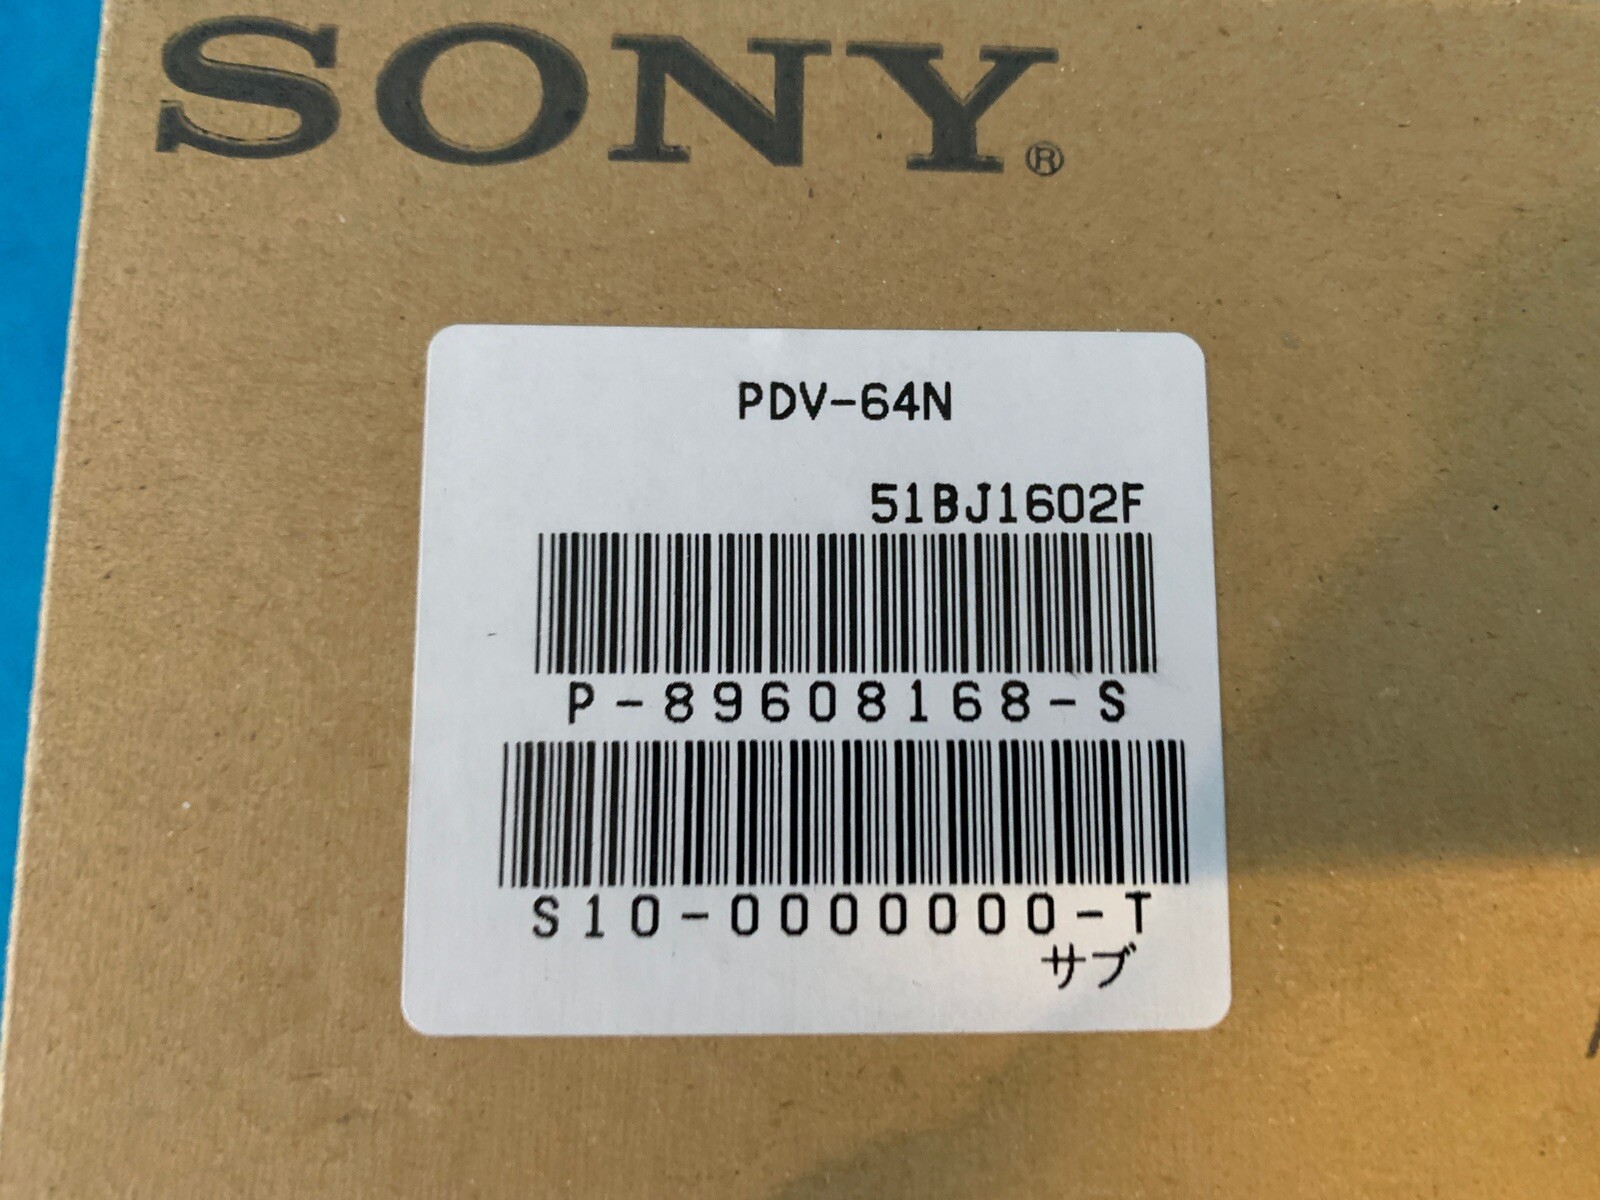 SONY®
PDV-64N
51BJ1602F
P-89608168-S
S10-0000000-T
サブ